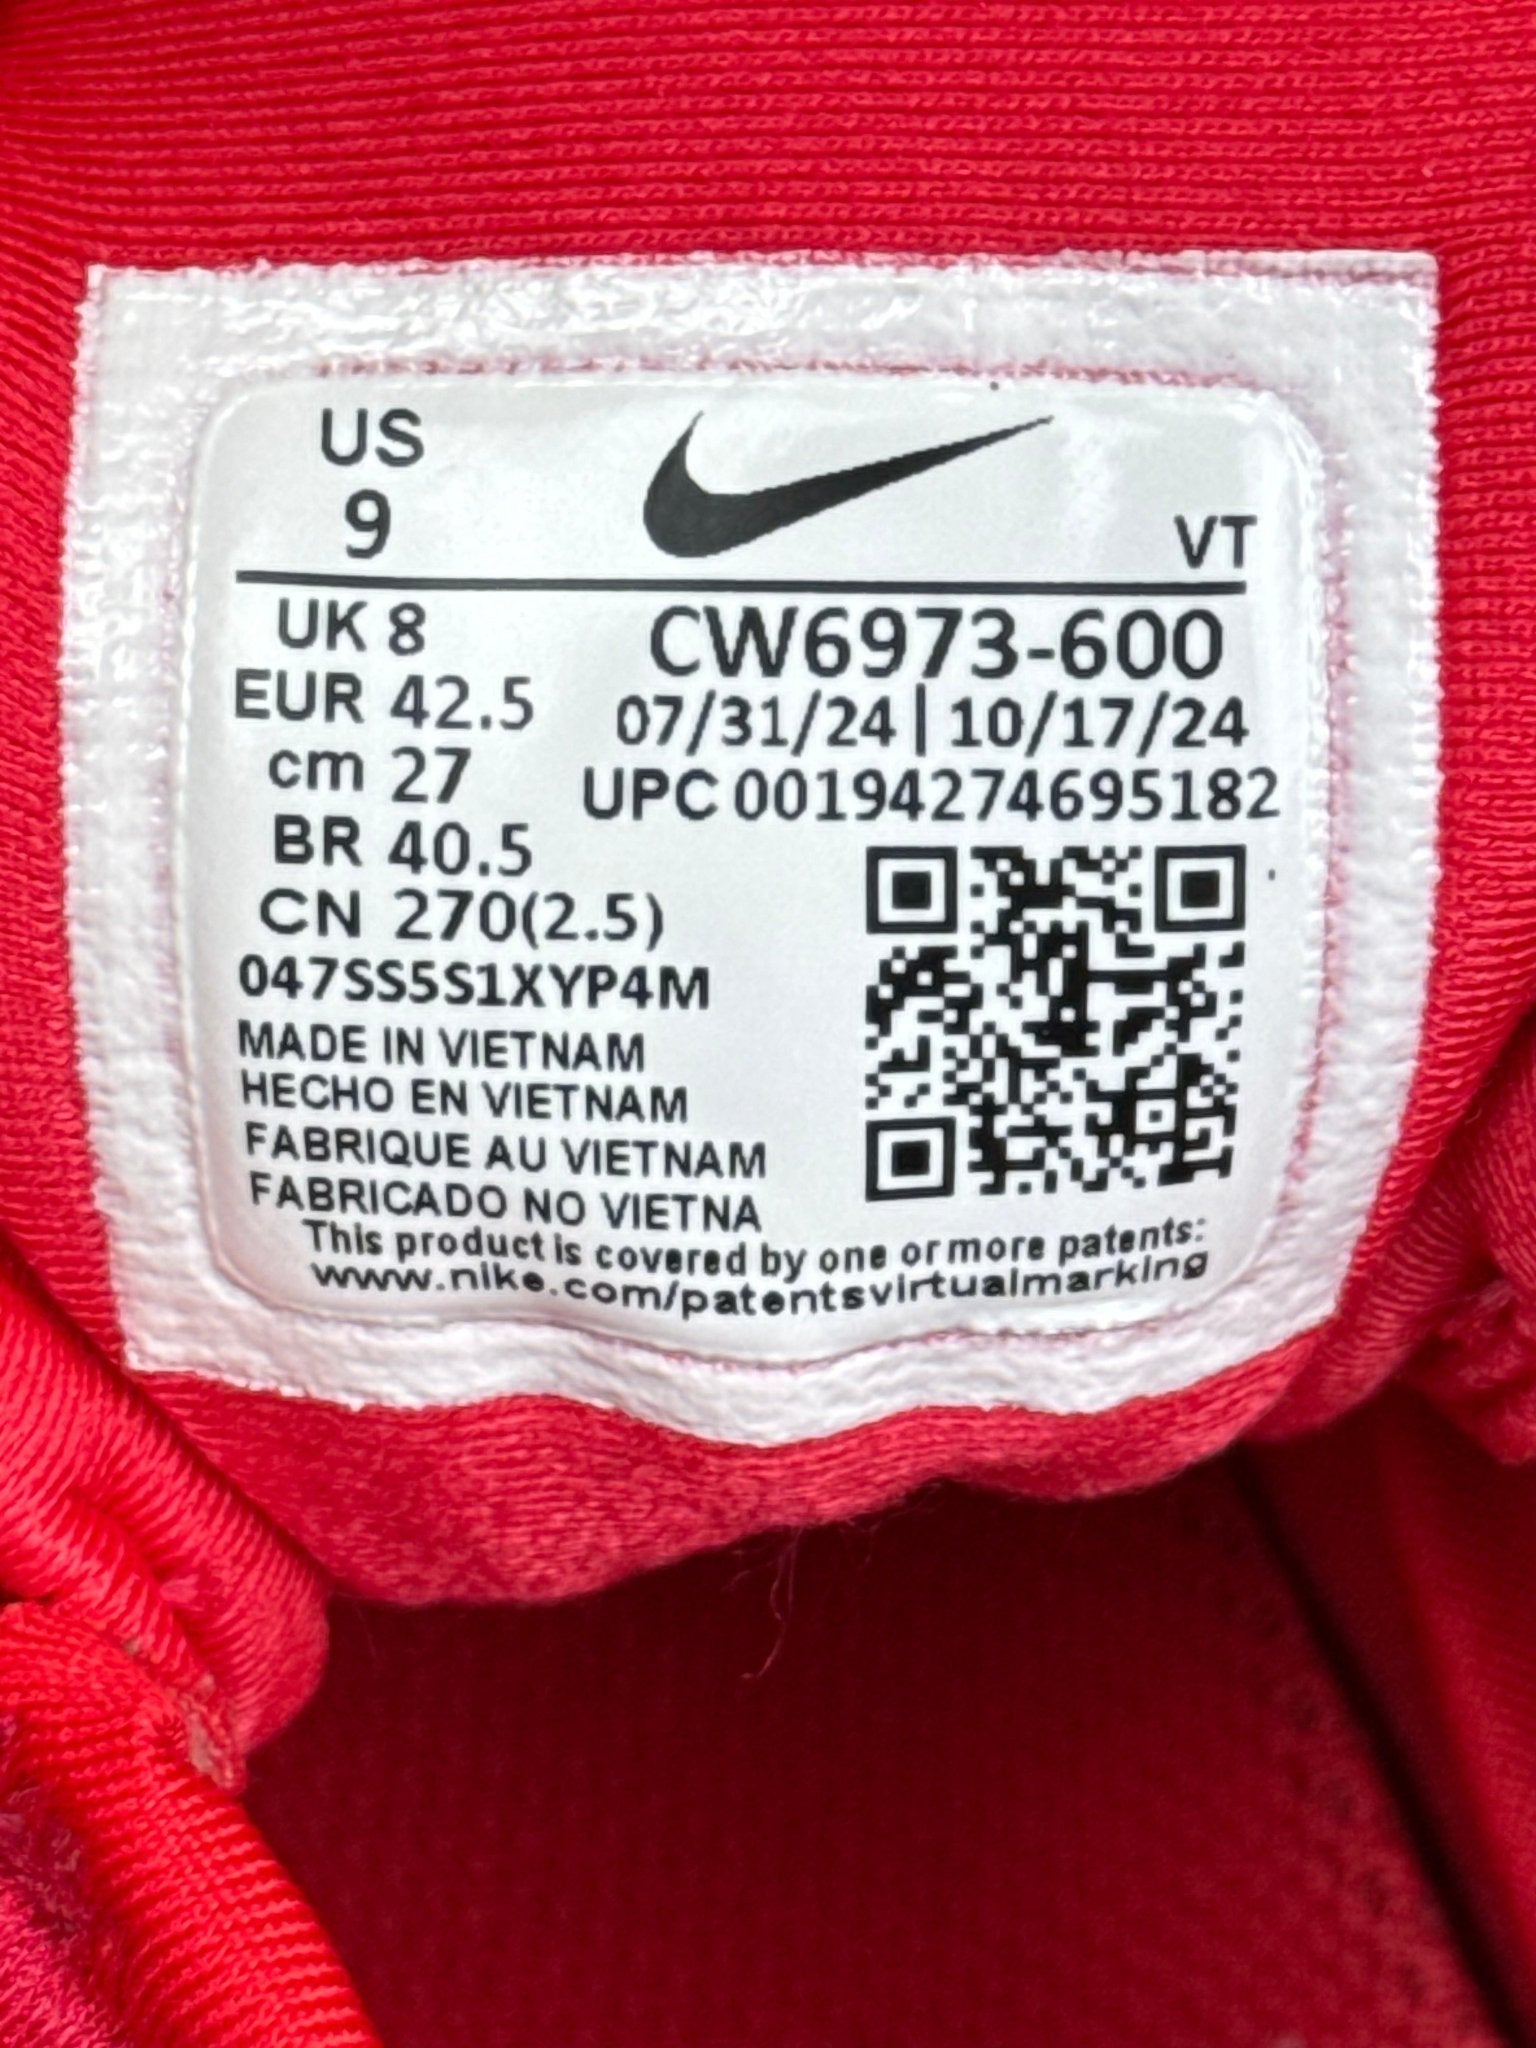 US
9
VT
UK 8
EUR 42.5
cm 27
BR 40.5
CN 270(2.5)
CW6973-600
07/31/24 | 10/17/24
UPC 00194274695182
047SS5S1XYP4M
MADE IN VIETNAM
HECHO EN VIETNAM
FABRIQUE AU VIETNAM
FABRICADO NO VIETNA
This product is covered by one or more patents:
www.nike.com/patentsvirtualmarking